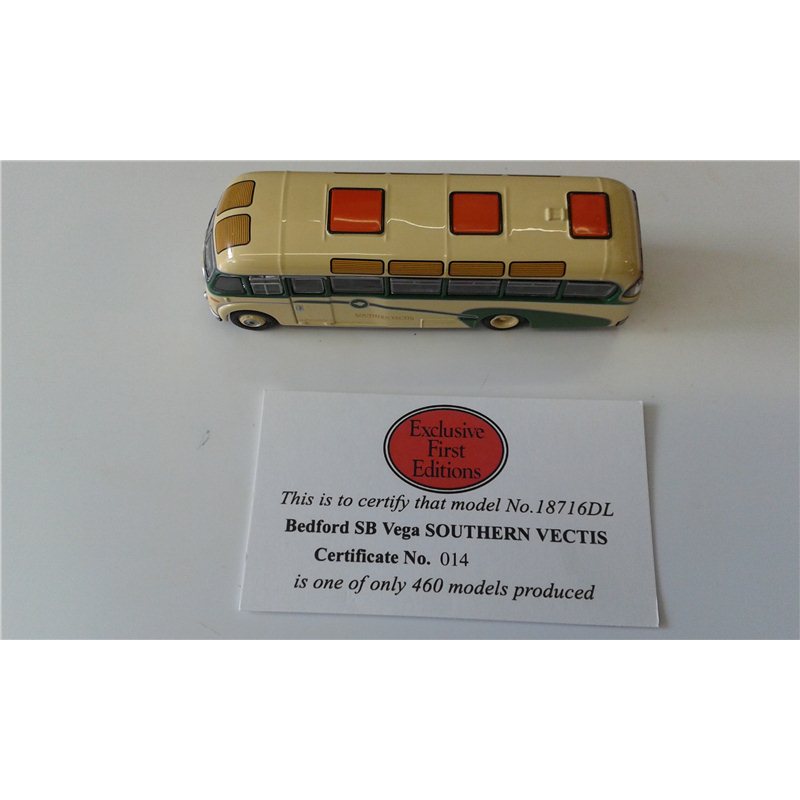 SOUTHERN VECTIS
Exclusive
First
Editions
This is to certify that model No.18716DL
Bedford SB Vega SOUTHERN VECTIS
Certificate No. 014
is one of only 460 models produced